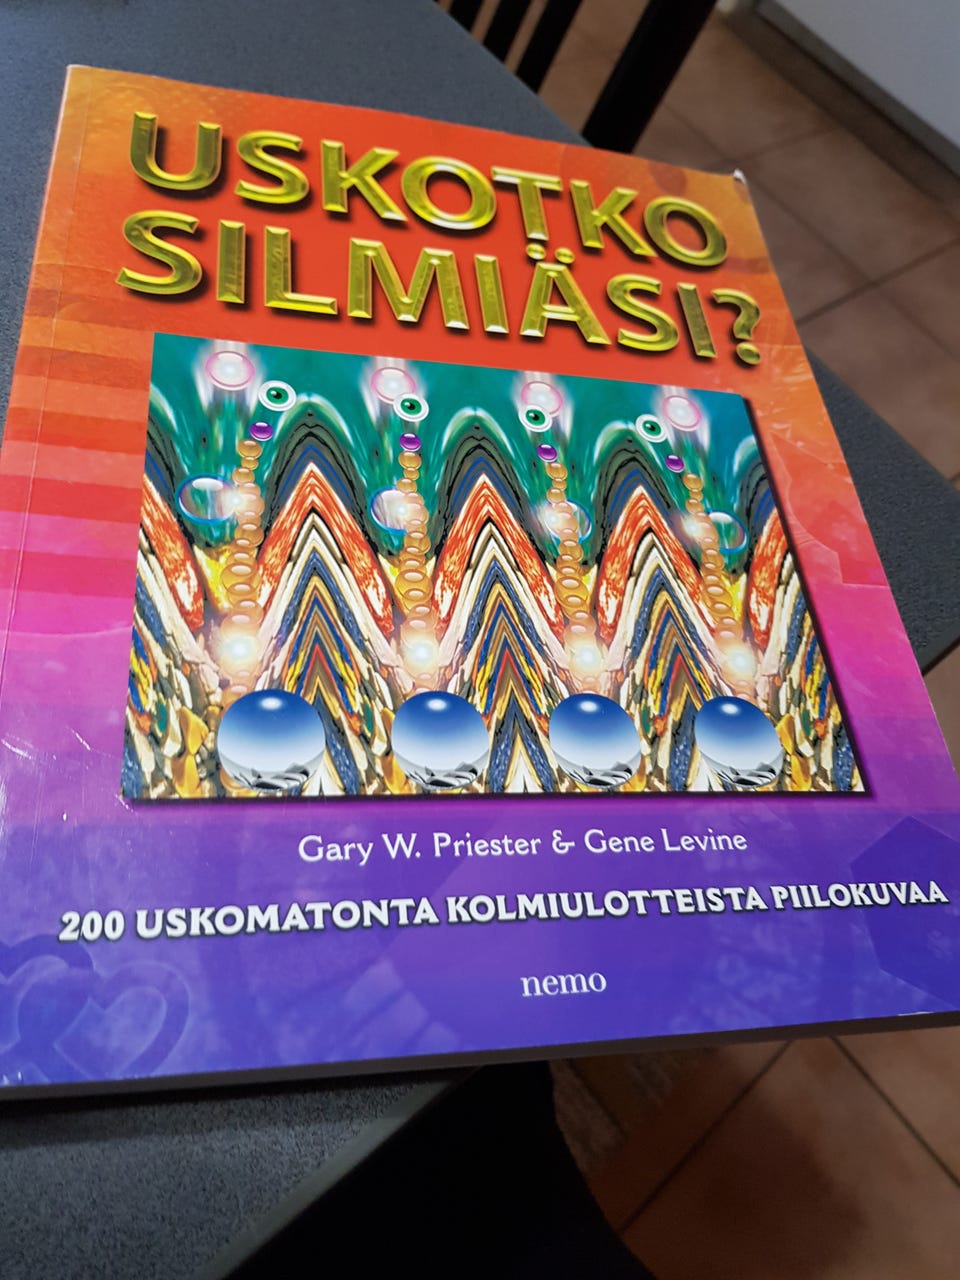 USKOTKO
SILMIÄSI?
Gary W. Priester & Gene Levine
200 USKOMATONTA KOLMIULOTTEISTA PIILOKUVAA
nemo